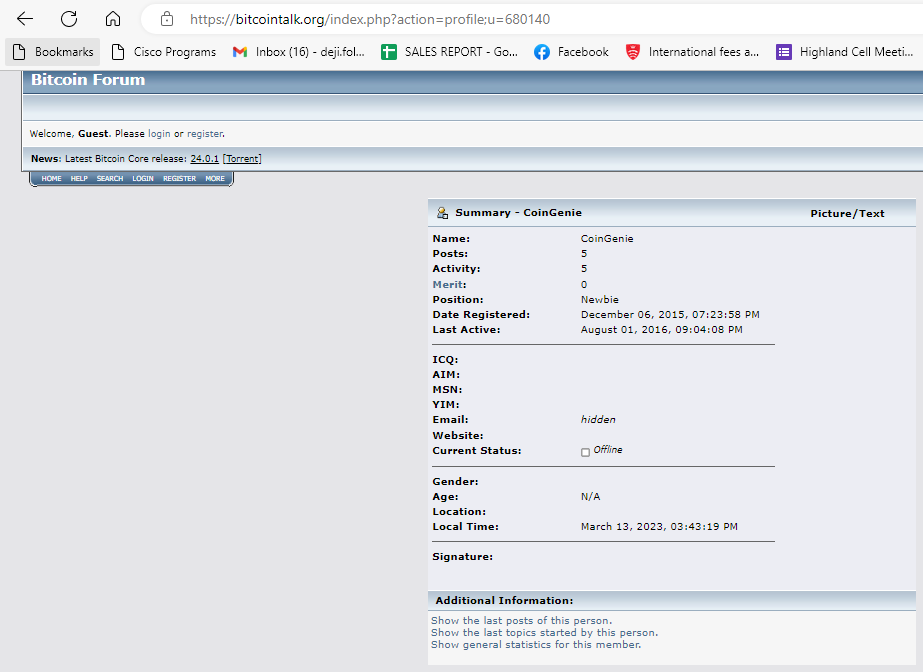 https://bitcointalk.org/index.php?action=profile;u=680140
Bookmarks Cisco Programs Inbox (16) - deji.fol... SALES REPORT - Go... Facebook International fees a... Highland Cell Meeti...
Bitcoin Forum
Welcome, Guest. Please login or register.
News: Latest Bitcoin Core release: 24.0.1 [Torrent]
HOME HELP SEARCH LOGIN REGISTER MORE
Summary - CoinGenie Picture/Text
Name: CoinGenie
Posts: 5
Activity: 5
Merit: 0
Position: Newbie
Date Registered: December 06, 2015, 07:23:58 PM
Last Active: August 01, 2016, 09:04:08 PM
ICQ:
AIM:
MSN:
YIM:
Email: hidden
Website:
Current Status: Offline
Gender:
Age: N/A
Location:
Local Time: March 13, 2023, 03:43:19 PM
Signature:
Additional Information:
Show the last posts of this person.
Show the last topics started by this person.
Show general statistics for this member.